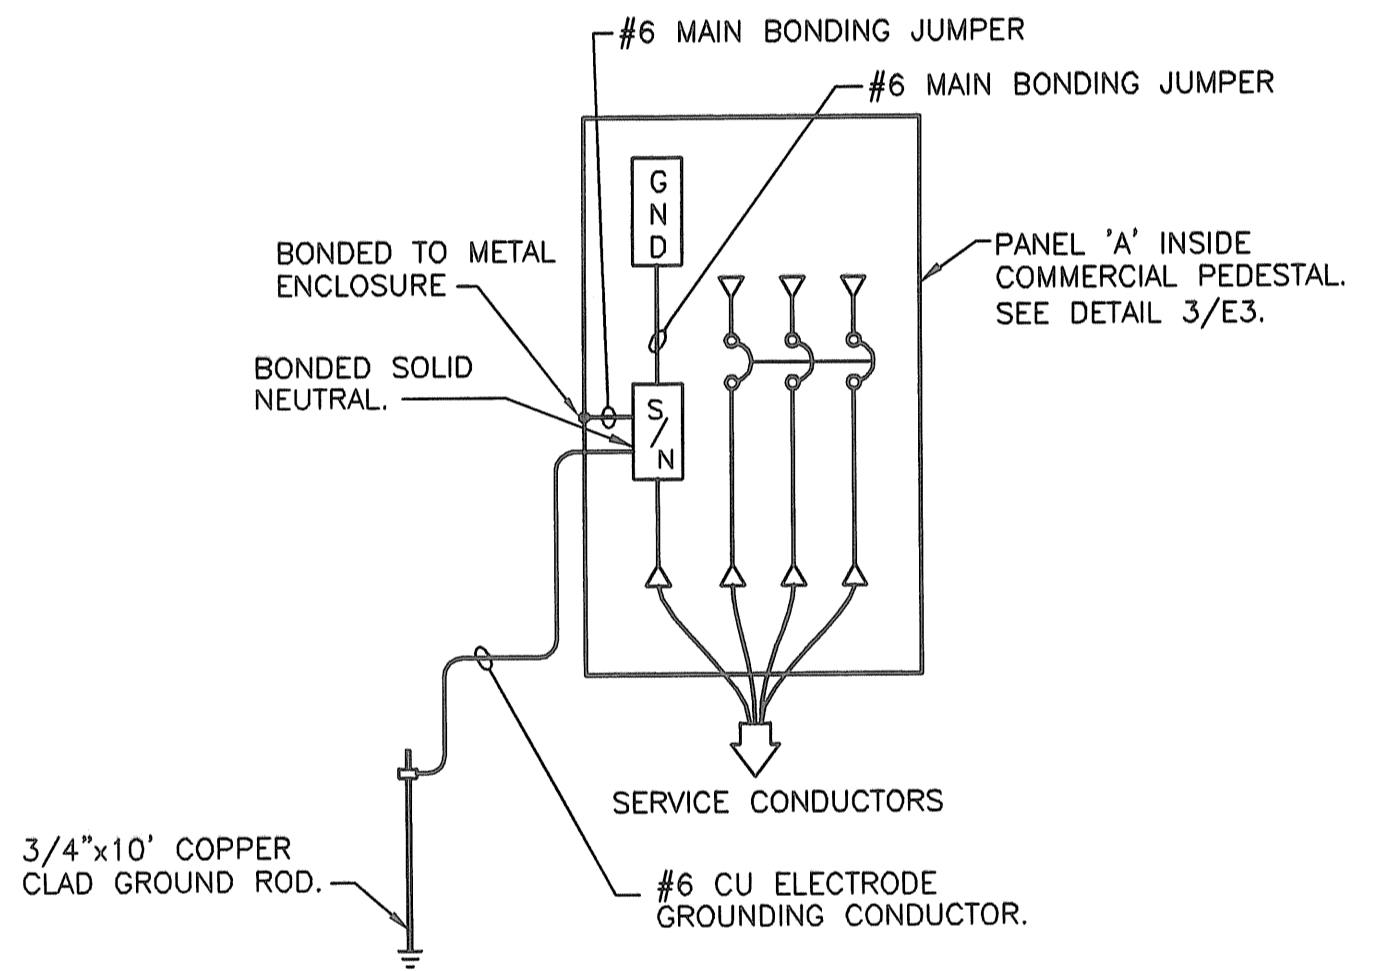 #6 MAIN BONDING JUMPER
#6 MAIN BONDING JUMPER
G
N
D
BONDED TO METAL
ENCLOSURE
PANEL 'A' INSIDE
COMMERCIAL PEDESTAL.
SEE DETAIL 3/E3.
BONDED SOLID
NEUTRAL.
S
/
N
SERVICE CONDUCTORS
3/4"x10' COPPER
CLAD GROUND ROD.
#6 CU ELECTRODE
GROUNDING CONDUCTOR.